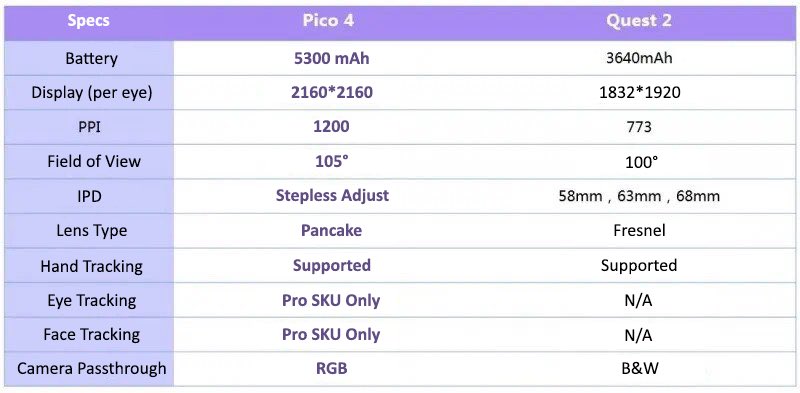 Specs Pico 4 Quest 2
Battery 5300 mAh 3640mAh
Display (per eye) 2160*2160 1832*1920
PPI 1200 773
Field of View 105° 100°
IPD Stepless Adjust 58mm，63mm，68mm
Lens Type Pancake Fresnel
Hand Tracking Supported Supported
Eye Tracking Pro SKU Only N/A
Face Tracking Pro SKU Only N/A
Camera Passthrough RGB B&W